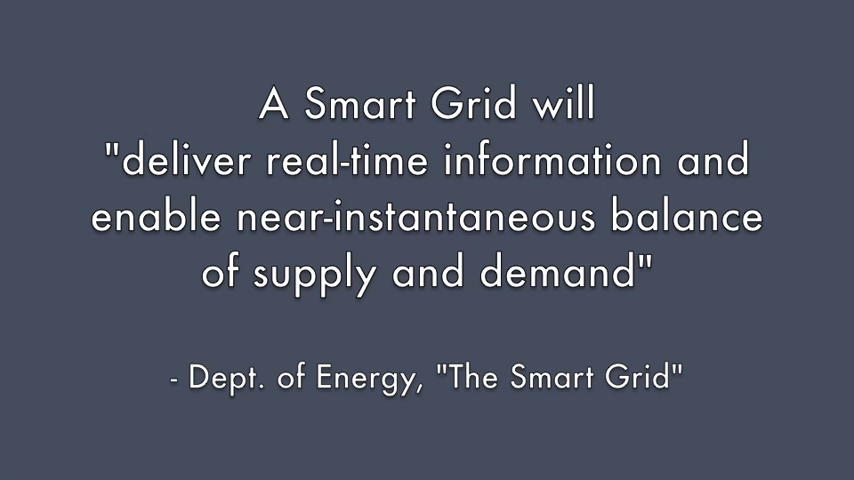 A Smart Grid will
"deliver real-time information and
enable near-instantaneous balance
of supply and demand"
- Dept. of Energy, "The Smart Grid"